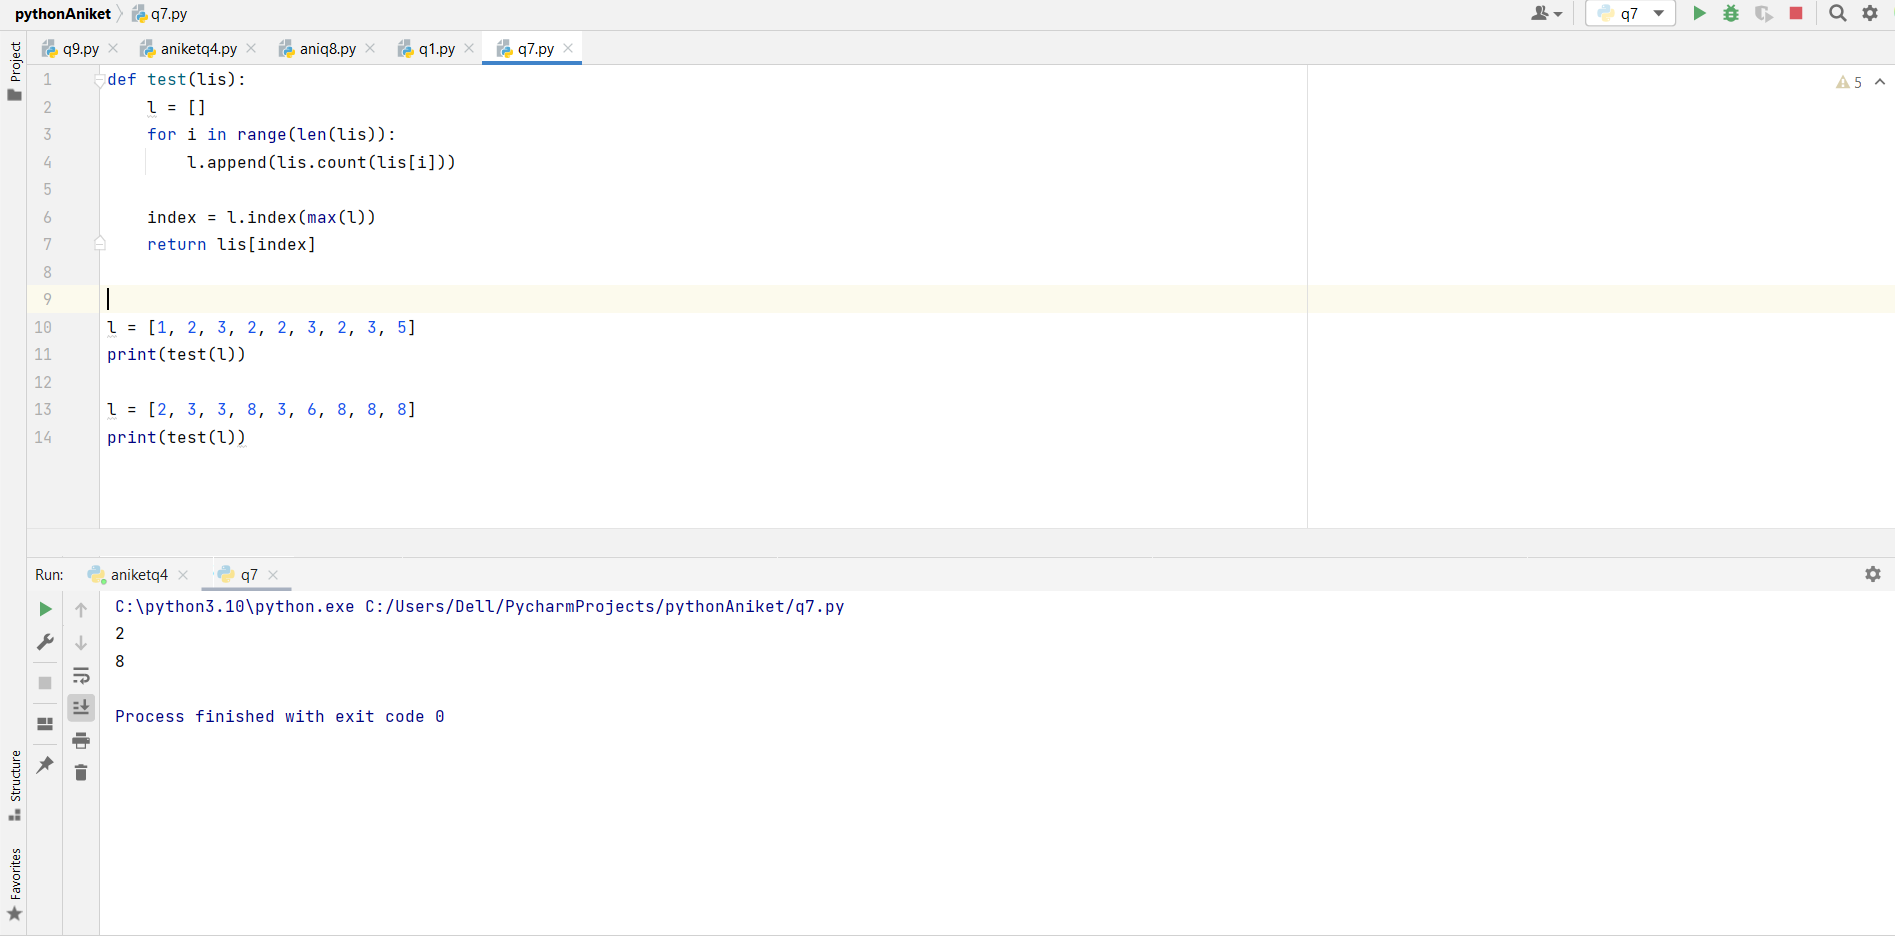 pythonAniket q7.py q7
Project
q9.py aniketq4.py aniq8.py q1.py q7.py
1 def test(lis): 5
2     l = []
3     for i in range(len(lis)):
4         l.append(lis.count(lis[i]))
5
6     index = l.index(max(l))
7     return lis[index]
8
9
10 l = [1, 2, 3, 2, 2, 3, 2, 3, 5]
11 print(test(l))
12
13 l = [2, 3, 3, 8, 3, 6, 8, 8, 8]
14 print(test(l))
Run: aniketq4 q7
C:\python3.10\python.exe C:/Users/Dell/PycharmProjects/pythonAniket/q7.py
2
8
Process finished with exit code 0
Structure
Favorites